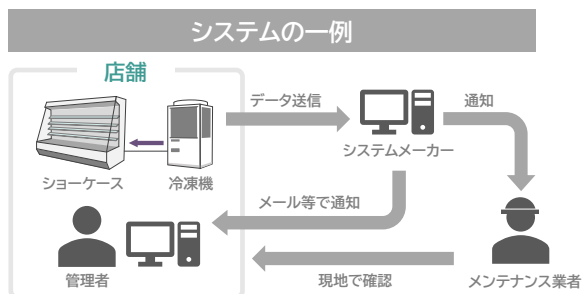 システムの一例
店舗
データ送信
通知
システムメーカー
ショーケース
冷凍機
メール等で通知
管理者
現地で確認
メンテナンス業者